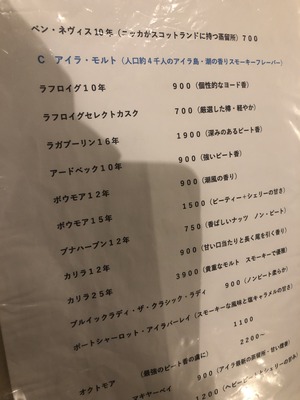 ベン・ネヴィス10年（ニッカがスコットランドに持つ蒸留所）700
C アイラ・モルト（人口約4千人のアイラ島・潮の香りスモーキーフレーバー）
ラフロイグ10年 900（個性的なヨード香）
ラフロイグセレクトカスク 700（厳選した樽・軽やか）
ラガブーリン16年 1900（深みのあるピート香）
アードベック10年 900（強いピート香）
ボウモア12年 900（潮風の香り）
ボウモア15年 1500（ピーティー＋シェリーの甘さ）
ブナハーブン12年 750（香ばしいナッツ ノン・ピート）
カリラ12年 900（甘い口当たりと長く尾を引く香り）
カリラ25年 3900（貴重なモルト スモーキーで優雅）
ブルイックラディ・ザ・クラシック・ラディ 900（ノンピート柔らか）
ポートシャーロット・アイラバーレイ（スモーキーな風味と塩キャラメルの甘さ）
1100
オクトモア （最強のピート香の奥に） 2200～
マキヤーベイ 900（アイラ最新の蒸留所・甘い煙香）
1200（ヘビーピート